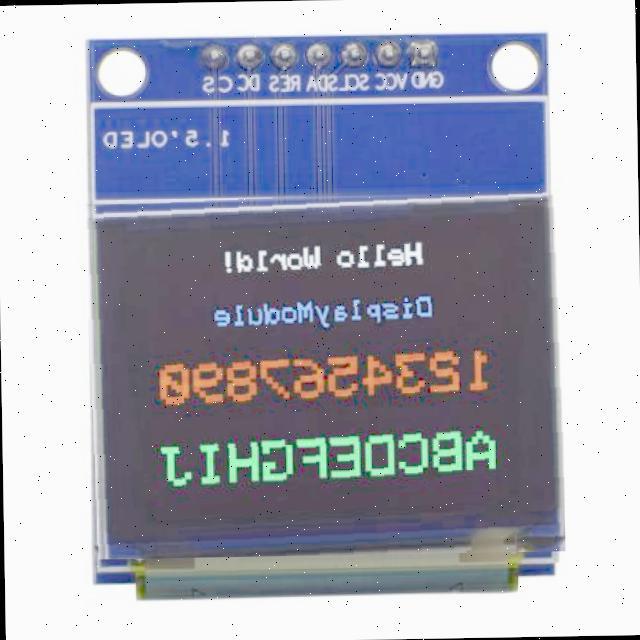 GND VCC SCL SDA RES DC CS
1.5'OLED
Hello World!
DisplayModule
1234567890
ABCDEFGHIJ